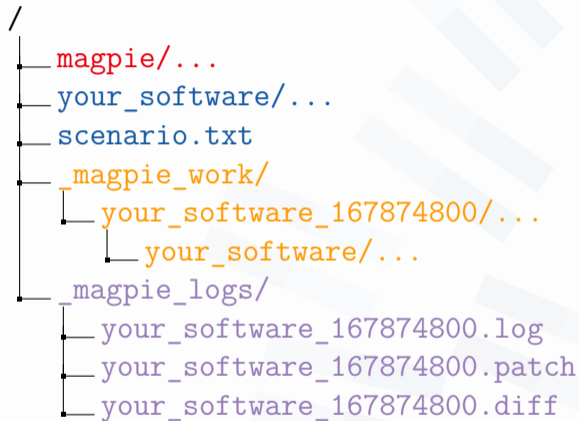 /
magpie/...
your_software/...
scenario.txt
_magpie_work/
your_software_167874800/...
your_software/...
_magpie_logs/
your_software_167874800.log
your_software_167874800.patch
your_software_167874800.diff